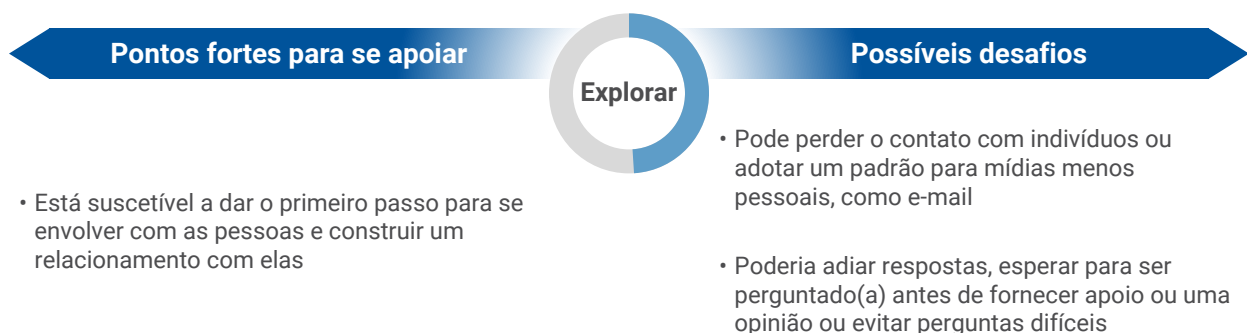 Pontos fortes para se apoiar
Explorar
Possíveis desafios
• Está suscetível a dar o primeiro passo para se
envolver com as pessoas e construir um
relacionamento com elas
• Pode perder o contato com indivíduos ou
adotar um padrão para mídias menos
pessoais, como e-mail
• Poderia adiar respostas, esperar para ser
perguntado(a) antes de fornecer apoio ou uma
opinião ou evitar perguntas difíceis